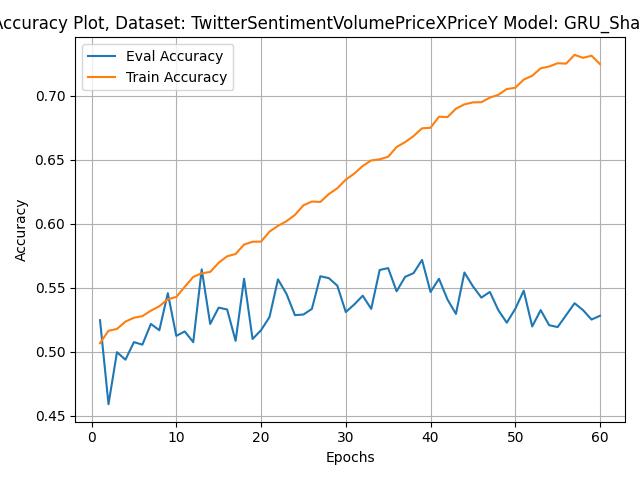 Accuracy Plot, Dataset: TwitterSentimentVolumePriceXPriceY Model: GRU_Sha
Eval Accuracy
Train Accuracy
0.70
0.65
0.60
0.55
0.50
0.45
Accuracy
0 10 20 30 40 50 60
Epochs